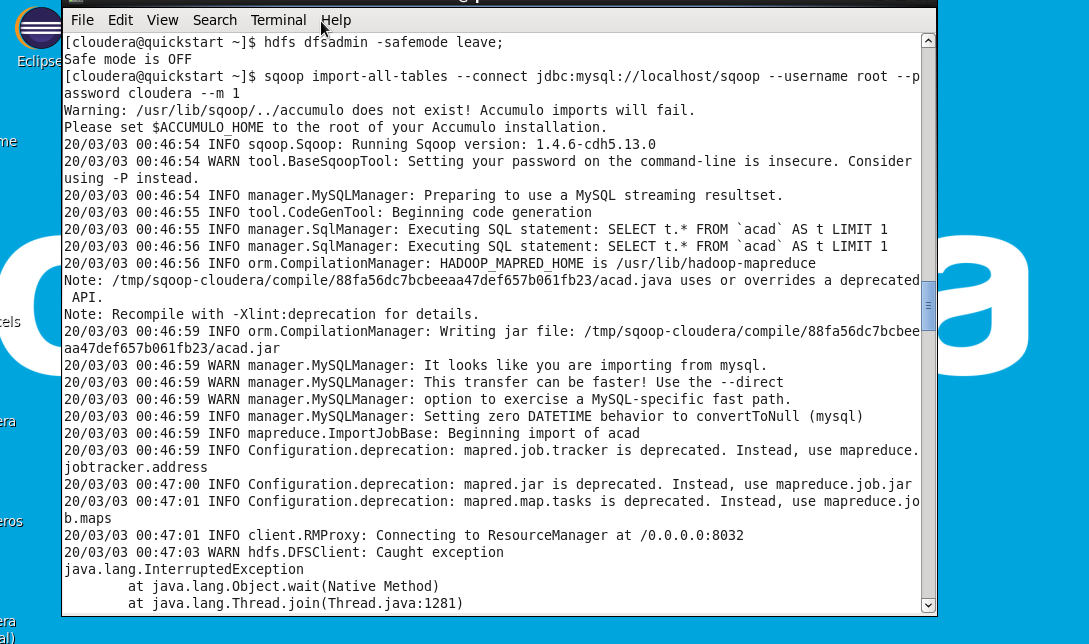 File Edit View Search Terminal Help
[cloudera@quickstart ~]$ hdfs dfsadmin -safemode leave;
Eclipse
Safe mode is OFF
[cloudera@quickstart ~]$ sqoop import-all-tables --connect jdbc:mysql://localhost/sqoop --username root --p
assword cloudera --m 1
Warning: /usr/lib/sqoop/../accumulo does not exist! Accumulo imports will fail.
Please set $ACCUMULO_HOME to the root of your Accumulo installation.
me
20/03/03 00:46:54 INFO sqoop.Sqoop: Running Sqoop version: 1.4.6-cdh5.13.0
20/03/03 00:46:54 WARN tool.BaseSqoopTool: Setting your password on the command-line is insecure. Consider
using -P instead.
20/03/03 00:46:54 INFO manager.MySQLManager: Preparing to use a MySQL streaming resultset.
20/03/03 00:46:55 INFO tool.CodeGenTool: Beginning code generation
20/03/03 00:46:55 INFO manager.SqlManager: Executing SQL statement: SELECT t.* FROM `acad` AS t LIMIT 1
20/03/03 00:46:56 INFO manager.SqlManager: Executing SQL statement: SELECT t.* FROM `acad` AS t LIMIT 1
20/03/03 00:46:56 INFO orm.CompilationManager: HADOOP_MAPRED_HOME is /usr/lib/hadoop-mapreduce
Note: /tmp/sqoop-cloudera/compile/88fa56dc7bcbeeaa47def657b061fb23/acad.java uses or overrides a deprecated
API.
Note: Recompile with -Xlint:deprecation for details.
cels
20/03/03 00:46:59 INFO orm.CompilationManager: Writing jar file: /tmp/sqoop-cloudera/compile/88fa56dc7bcbee
aa47def657b061fb23/acad.jar
20/03/03 00:46:59 WARN manager.MySQLManager: It looks like you are importing from mysql.
20/03/03 00:46:59 WARN manager.MySQLManager: This transfer can be faster! Use the --direct
20/03/03 00:46:59 WARN manager.MySQLManager: option to exercise a MySQL-specific fast path.
20/03/03 00:46:59 INFO manager.MySQLManager: Setting zero DATETIME behavior to convertToNull (mysql)
era
20/03/03 00:46:59 INFO mapreduce.ImportJobBase: Beginning import of acad
20/03/03 00:46:59 INFO Configuration.deprecation: mapred.job.tracker is deprecated. Instead, use mapreduce.
jobtracker.address
20/03/03 00:47:00 INFO Configuration.deprecation: mapred.jar is deprecated. Instead, use mapreduce.job.jar
20/03/03 00:47:01 INFO Configuration.deprecation: mapred.map.tasks is deprecated. Instead, use mapreduce.jo
b.maps
eros
20/03/03 00:47:01 INFO client.RMProxy: Connecting to ResourceManager at /0.0.0.0:8032
20/03/03 00:47:03 WARN hdfs.DFSClient: Caught exception
java.lang.InterruptedException
at java.lang.Object.wait(Native Method)
at java.lang.Thread.join(Thread.java:1281)
era
al)
a